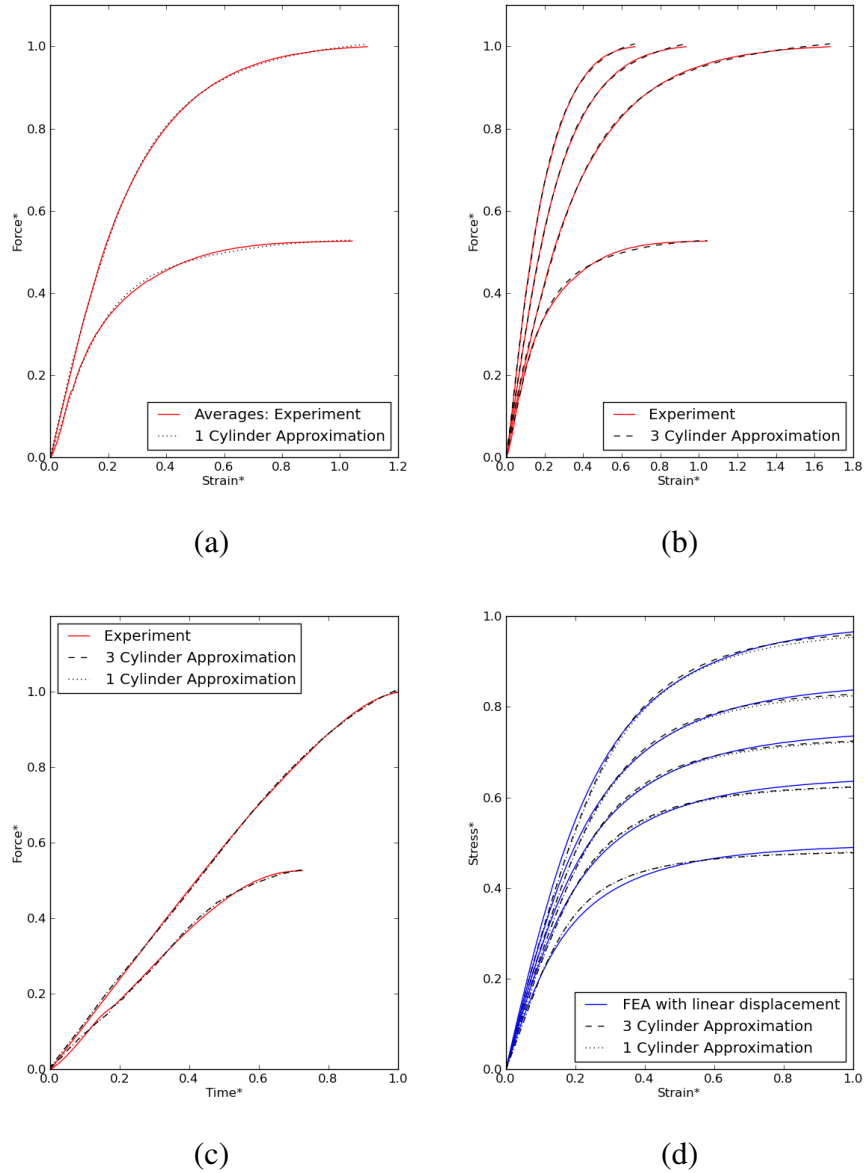 1.0
0.8
0.6
0.4
0.2
0.0
Force*
0.0 0.2 0.4 0.6 0.8 1.0 1.2
Strain*
Averages: Experiment
1 Cylinder Approximation
(a)
1.0
0.8
0.6
0.4
0.2
0.0
Force*
0.0 0.2 0.4 0.6 0.8 1.0 1.2 1.4 1.6 1.8
Strain*
Experiment
3 Cylinder Approximation
(b)
Experiment
3 Cylinder Approximation
1 Cylinder Approximation
1.0
0.8
0.6
0.4
0.2
0.0
Force*
0.0 0.2 0.4 0.6 0.8 1.0
Time*
(c)
1.0
0.8
0.6
0.4
0.2
0.0
Stress*
0.0 0.2 0.4 0.6 0.8 1.0
Strain*
FEA with linear displacement
3 Cylinder Approximation
1 Cylinder Approximation
(d)